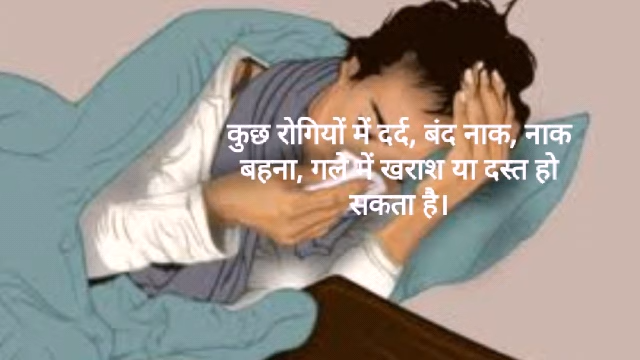 कुछ रोगियों में दर्द, बंद नाक, नाक
बहना, गले में खराश या दस्त हो
सकता है।